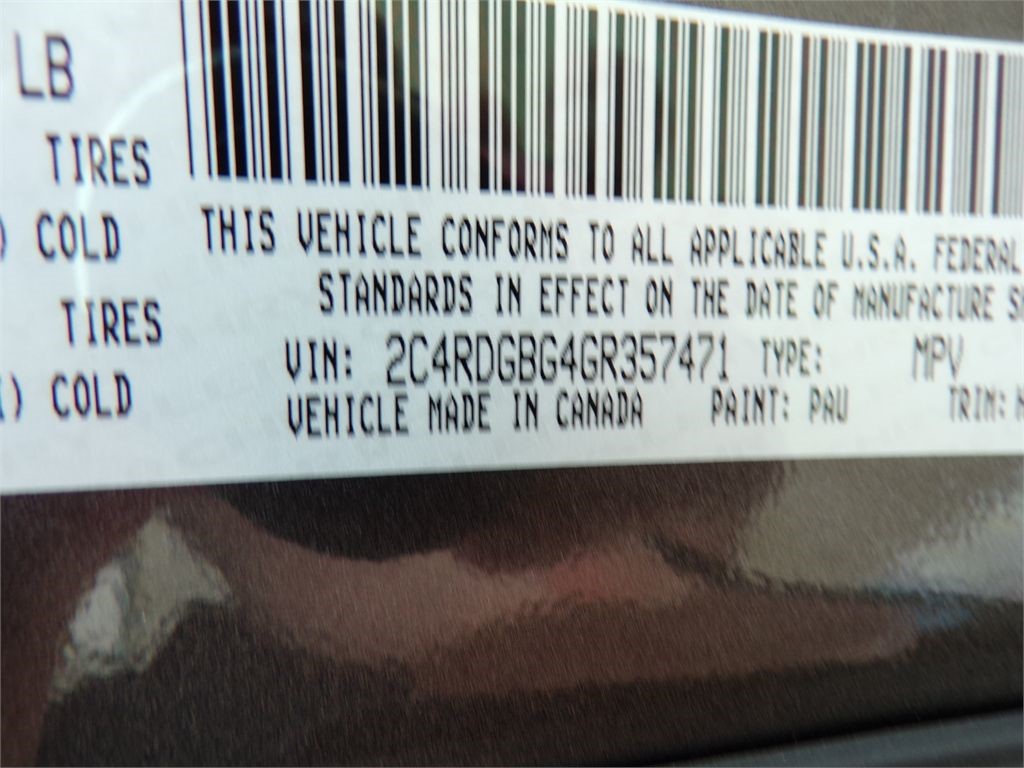 LB
TIRES
) COLD
THIS VEHICLE CONFORMS TO ALL APPLICABLE U.S.A. FEDERAL
STANDARDS IN EFFECT ON THE DATE OF MANUFACTURE
TIRES
VIN: 2C4RDGBG4GR357471 TYPE: MPV
) COLD
VEHICLE MADE IN CANADA PAINT: PAU TRIM: